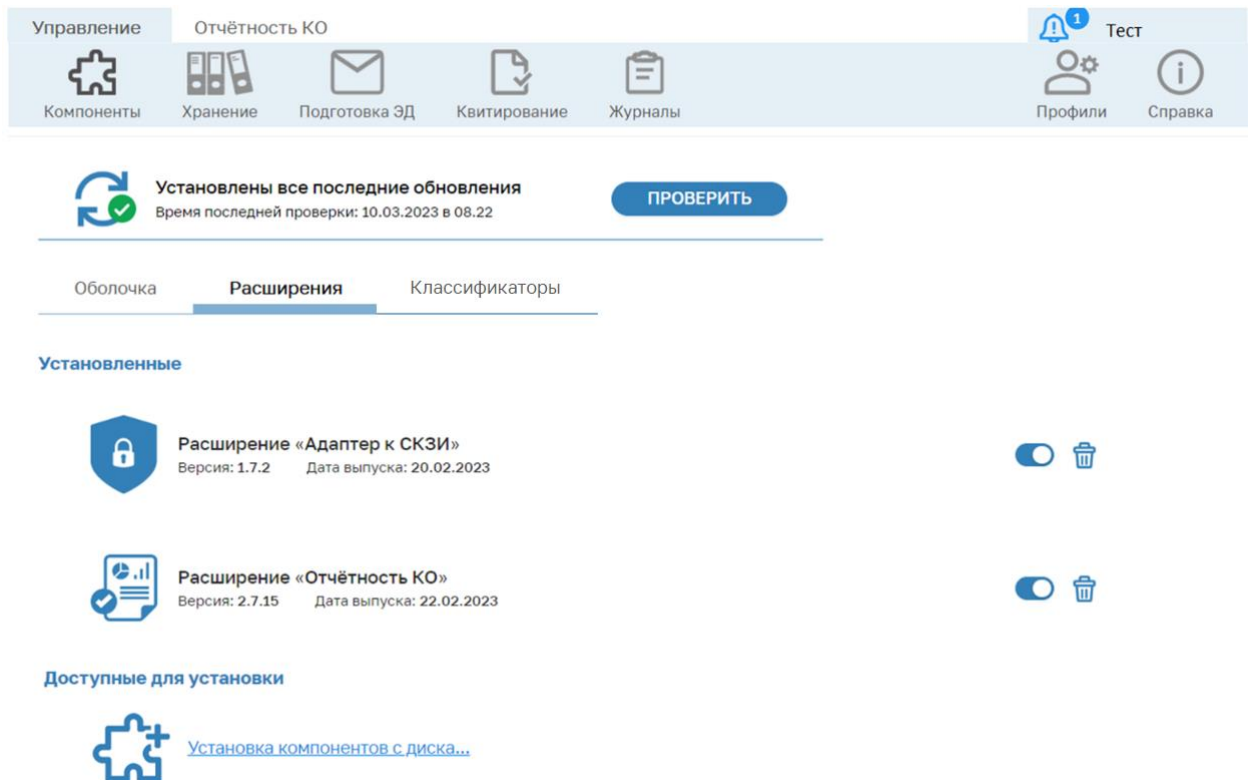 Управление Отчётность КО 1 Тест
Компоненты Хранение Подготовка ЭД Квитирование Журналы Профили Справка
Установлены все последние обновления
Время последней проверки: 10.03.2023 в 08.22
ПРОВЕРИТЬ
Оболочка Расширения Классификаторы
Установленные
Расширение «Адаптер к СКЗИ»
Версия: 1.7.2 Дата выпуска: 20.02.2023
Расширение «Отчётность КО»
Версия: 2.7.15 Дата выпуска: 22.02.2023
Доступные для установки
Установка компонентов с диска...